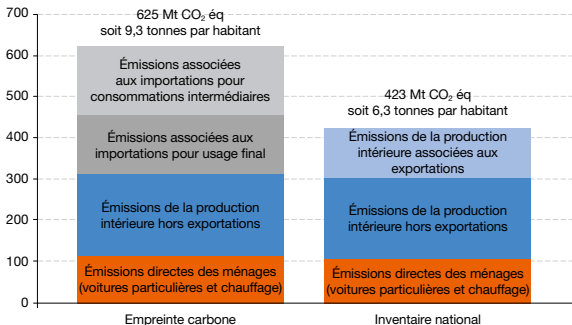 700
600
500
400
300
200
100
0
625 Mt CO₂ éq
soit 9,3 tonnes par habitant
Émissions associées
aux importations pour
consommations intermédiaires
Émissions associées aux
importations pour usage final
Émissions de la production
intérieure hors exportations
Émissions directes des ménages
(voitures particulières et chauffage)
Empreinte carbone
423 Mt CO₂ éq
soit 6,3 tonnes par habitant
Émissions de la production
intérieure associées aux
exportations
Émissions de la production
intérieure hors exportations
Émissions directes des ménages
(voitures particulières et chauffage)
Inventaire national